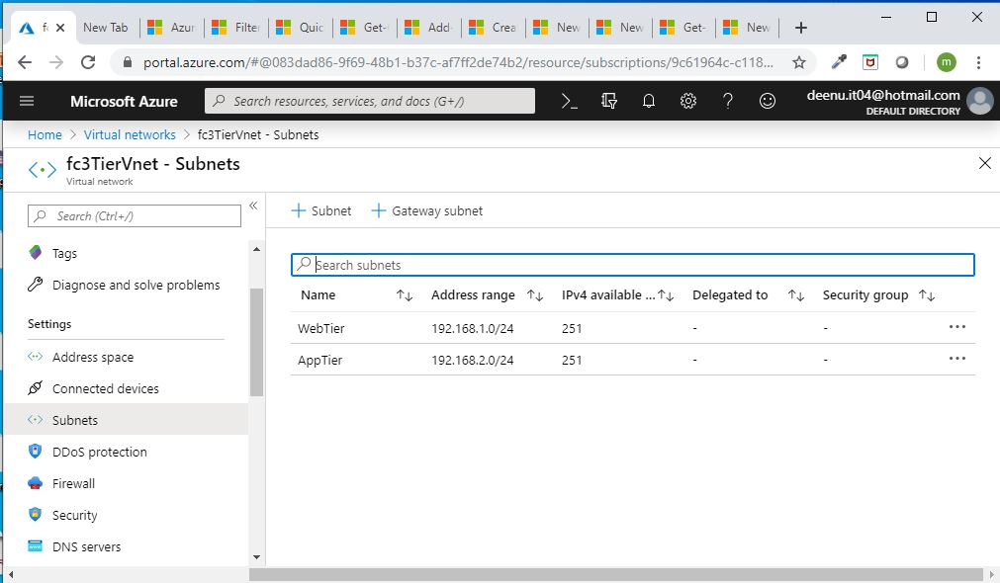 fc
New Tab
Azur
Filter
Quic
Get-
Add-
Crea
New
New
Get-
New
portal.azure.com/#@083dad86-9f69-48b1-b37c-af7ff2de74b2/resource/subscriptions/9c61964c-c118...
m
Microsoft Azure
Search resources, services, and docs (G+/)
deenu.it04@hotmail.com
DEFAULT DIRECTORY
Home > Virtual networks > fc3TierVnet - Subnets
fc3TierVnet - Subnets
Virtual network
Search (Ctrl+/)
Tags
Diagnose and solve problems
Settings
Address space
Connected devices
Subnets
DDoS protection
Firewall
Security
DNS servers
+ Subnet + Gateway subnet
Search subnets
Name Address range IPv4 available ... Delegated to Security group
WebTier 192.168.1.0/24 251 - -
AppTier 192.168.2.0/24 251 - -